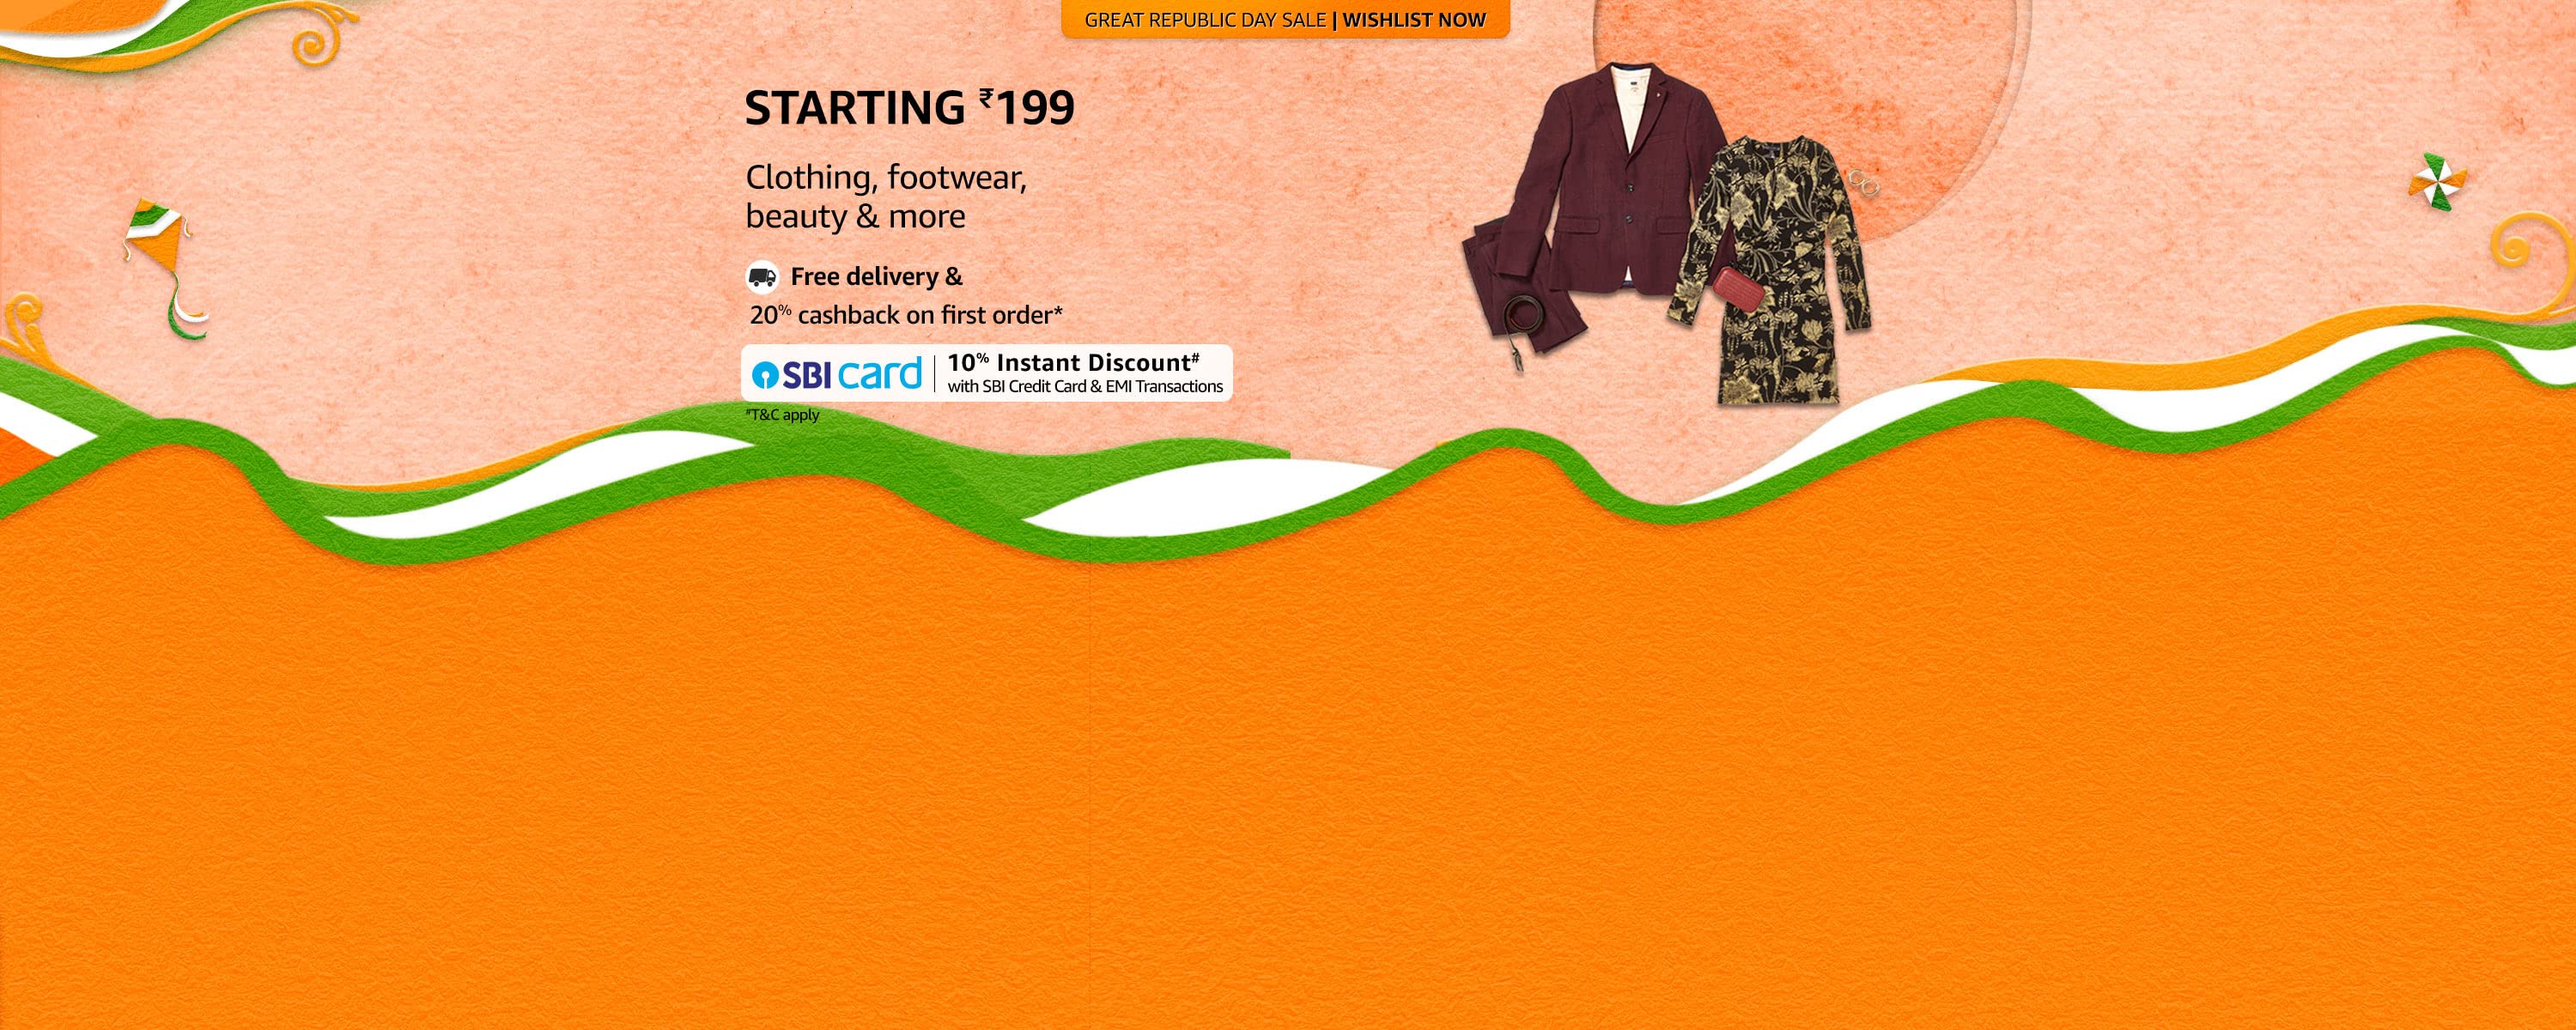 GREAT REPUBLIC DAY SALE | WISHLIST NOW
STARTING ₹199
Clothing, footwear,
beauty & more
Free delivery &
20% cashback on first order*
SBI card | 10% Instant Discount#
with SBI Credit Card & EMI Transactions
#T&C apply